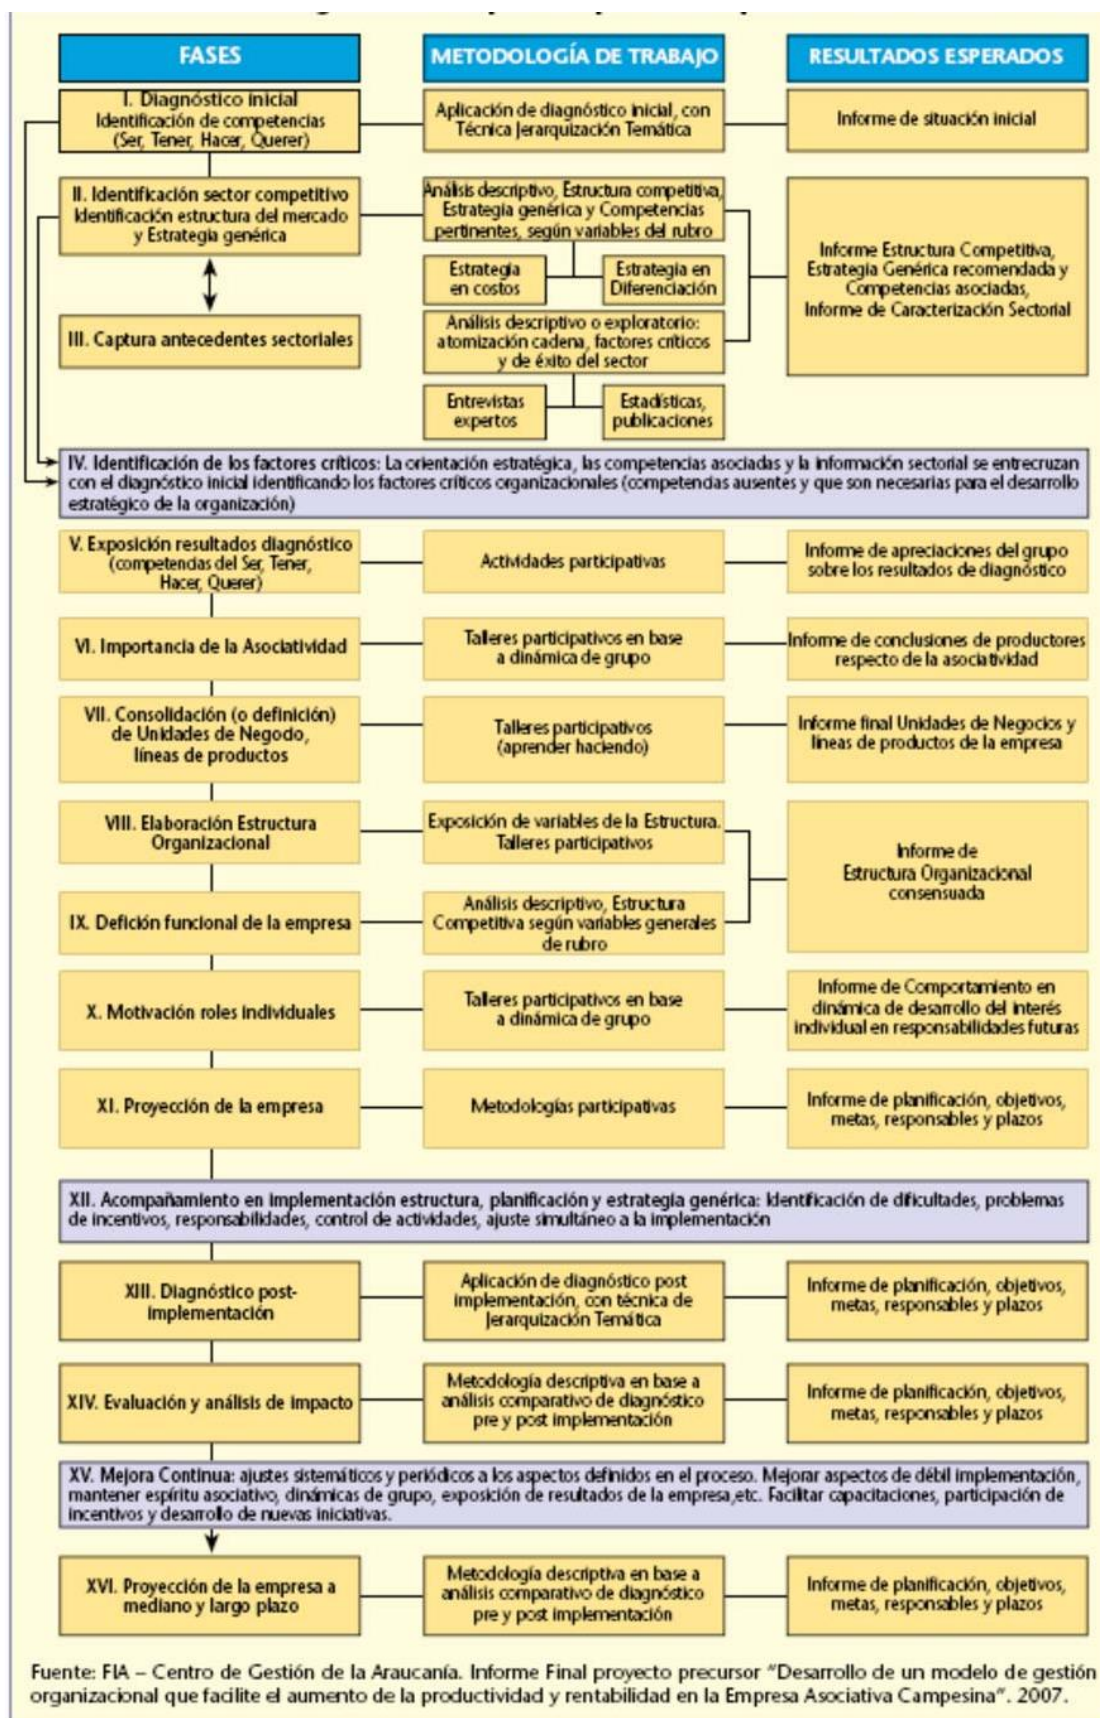 FASES
METODOLOGÍA DE TRABAJO
RESULTADOS ESPERADOS
I. Diagnóstico inicial
Identificación de competencias
(Ser, Tener, Hacer, Querer)
Aplicación de diagnóstico inicial, con
Técnica Jerarquización Temática
Informe de situación inicial
II. Identificación sector competitivo
Identificación estructura del mercado
y Estrategia genérica
Análisis descriptivo, Estructura competitiva,
Estrategia genérica y Competencias
pertinentes, según variables del rubro
Estrategia
en costos
Estrategia en
Diferenciación
Informe Estructura Competitiva,
Estrategia Genérica recomendada y
Competencias asociadas,
Informe de Caracterización Sectorial
III. Captura antecedentes sectoriales
Análisis descriptivo o exploratorio:
atomización cadena, factores críticos
y de éxito del sector
Entrevistas
expertos
Estadísticas,
publicaciones
IV. Identificación de los factores críticos: La orientación estratégica, las competencias asociadas y la información sectorial se entrecruzan
con el diagnóstico inicial identificando los factores críticos organizacionales (competencias ausentes y que son necesarias para el desarrollo
estratégico de la organización)
V. Exposición resultados diagnóstico
(competencias del Ser, Tener,
Hacer, Querer)
Actividades participativas
Informe de apreciaciones del grupo
sobre los resultados de diagnóstico
VI. Importancia de la Asociatividad
Talleres participativos en base
a dinámica de grupo
Informe de conclusiones de productores
respecto de la asociatividad
VII. Consolidación (o definición)
de Unidades de Negocio,
líneas de productos
Talleres participativos
(aprender haciendo)
Informe final Unidades de Negocios y
líneas de productos de la empresa
VIII. Elaboración Estructura
Organizacional
Exposición de variables de la Estructura.
Talleres participativos
Informe de
Estructura Organizacional
consensuada
IX. Defición funcional de la empresa
Análisis descriptivo, Estructura
Competitiva según variables generales
de rubro
X. Motivación roles individuales
Talleres participativos en base
a dinámica de grupo
Informe de Comportamiento en
dinámica de desarrollo del interés
individual en responsabilidades futuras
XI. Proyección de la empresa
Metodologías participativas
Informe de planificación, objetivos,
metas, responsables y plazos
XII. Acompañamiento en implementación estructura, planificación y estrategia genérica: Identificación de dificultades, problemas
de incentivos, responsabilidades, control de actividades, ajuste simultáneo a la implementación
XIII. Diagnóstico post-
implementación
Aplicación de diagnóstico post
implementación, con técnica de
Jerarquización Temática
Informe de planificación, objetivos,
metas, responsables y plazos
XIV. Evaluación y análisis de impacto
Metodología descriptiva en base a
análisis comparativo de diagnóstico
pre y post implementación
Informe de planificación, objetivos,
metas, responsables y plazos
XV. Mejora Continua: ajustes sistemáticos y periódicos a los aspectos definidos en el proceso. Mejorar aspectos de débil implementación,
mantener espíritu asociativo, dinámicas de grupo, exposición de resultados de la empresa,etc. Facilitar capacitaciones, participación de
incentivos y desarrollo de nuevas iniciativas.
XVI. Proyección de la empresa a
mediano y largo plazo
Metodología descriptiva en base a
análisis comparativo de diagnóstico
pre y post implementación
Informe de planificación, objetivos,
metas, responsables y plazos
Fuente: FIA – Centro de Gestión de la Araucanía. Informe Final proyecto precursor "Desarrollo de un modelo de gestión
organizacional que facilite el aumento de la productividad y rentabilidad en la Empresa Asociativa Campesina". 2007.